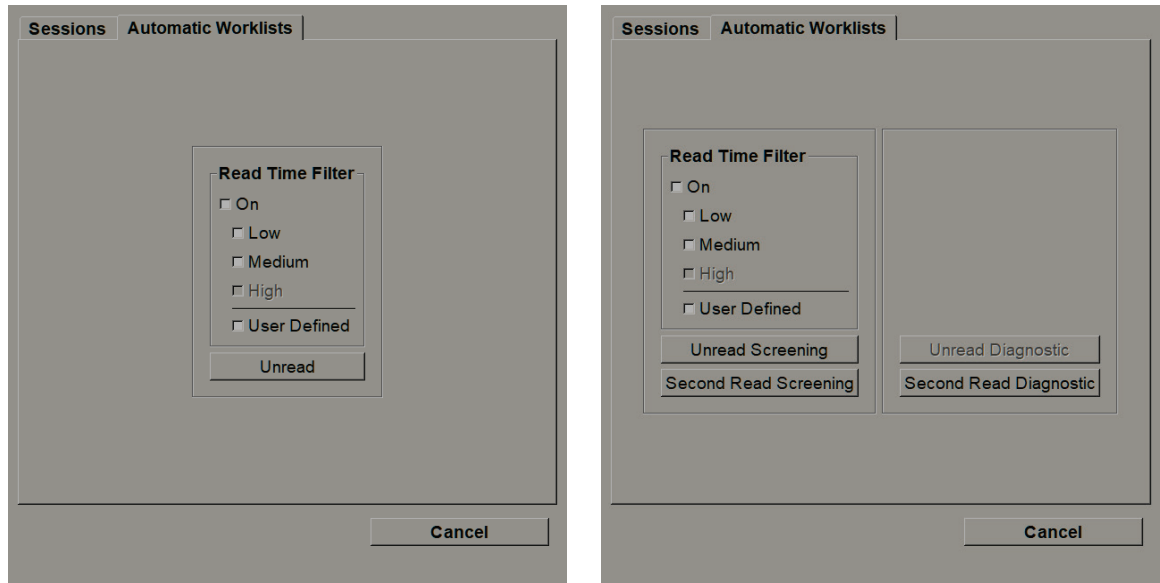 Sessions Automatic Worklists
Read Time Filter
On
Low
Medium
High
User Defined
Unread
Cancel
Sessions Automatic Worklists
Read Time Filter
On
Low
Medium
High
User Defined
Unread Screening
Second Read Screening
Unread Diagnostic
Second Read Diagnostic
Cancel